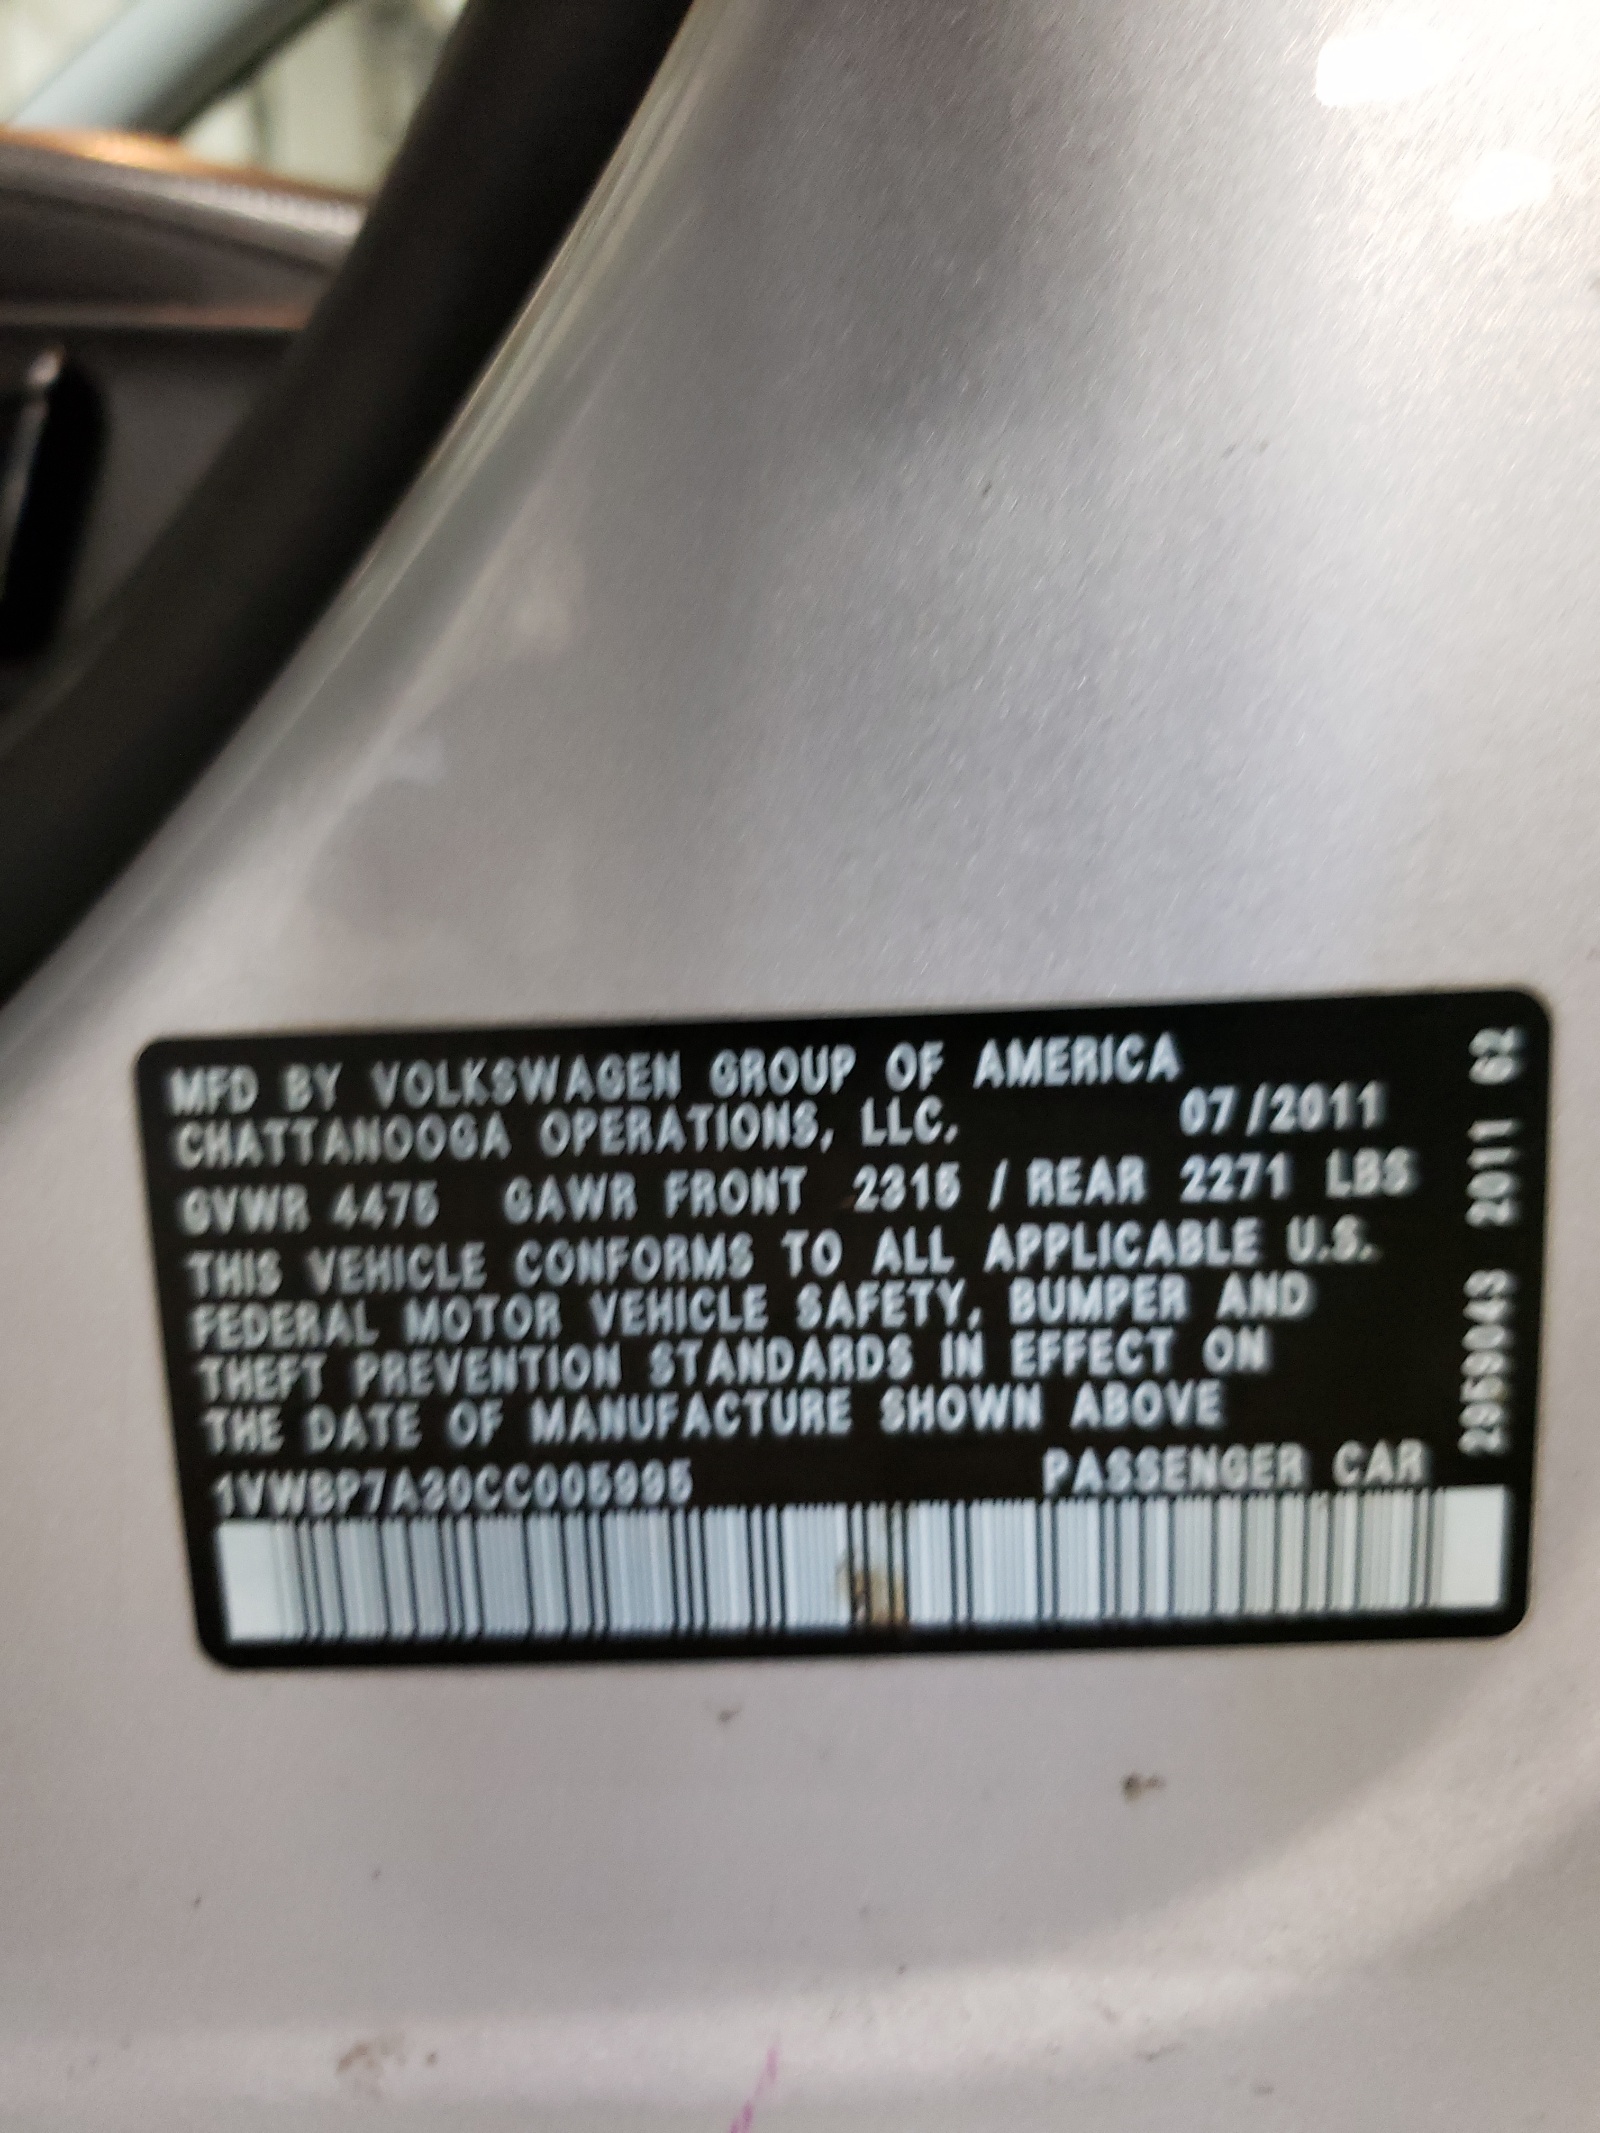 MFD BY VOLKSWAGEN GROUP OF AMERICA
CHATTANOOGA OPERATIONS, LLC. 07/2011
GVWR 4475 GAWR FRONT 2315 / REAR 2271 LBS
THIS VEHICLE CONFORMS TO ALL APPLICABLE U.S.
FEDERAL MOTOR VEHICLE SAFETY, BUMPER AND
THEFT PREVENTION STANDARDS IN EFFECT ON
THE DATE OF MANUFACTURE SHOWN ABOVE
1VWBP7A30CC005995 PASSENGER CAR
2959043 2011 G2